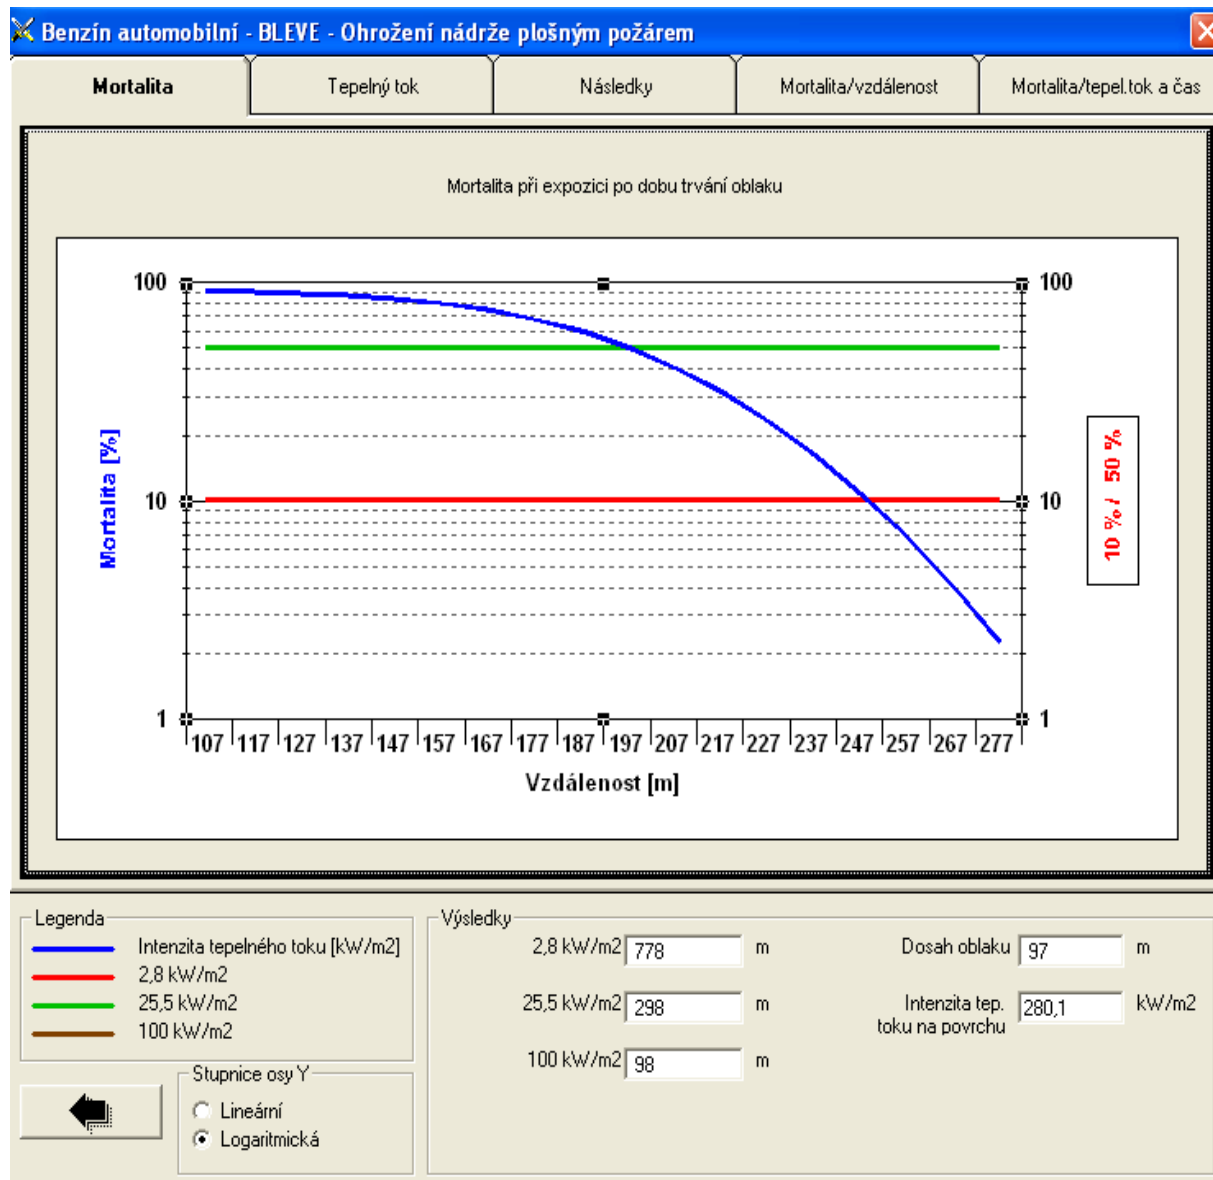 Benzín automobilní - BLEVE - Ohrožení nádrže plošným požárem
Mortalita
Tepelný tok
Následky
Mortalita/vzdálenost
Mortalita/tepel.tok a čas
Mortalita při expozici po dobu trvání oblaku
100
10
1
Mortalita [%]
100
10
1
10 % / 50 %
107 117 127 137 147 157 167 177 187 197 207 217 227 237 247 257 267 277
Vzdálenost [m]
Legenda
Intenzita tepelného toku [kW/m2]
2,8 kW/m2
25,5 kW/m2
100 kW/m2
Stupnice osy Y
Lineární
Logaritmická
Výsledky
2,8 kW/m2 778 m
25,5 kW/m2 298 m
100 kW/m2 98 m
Dosah oblaku 97 m
Intenzita tep. 280,1 kW/m2
toku na povrchu